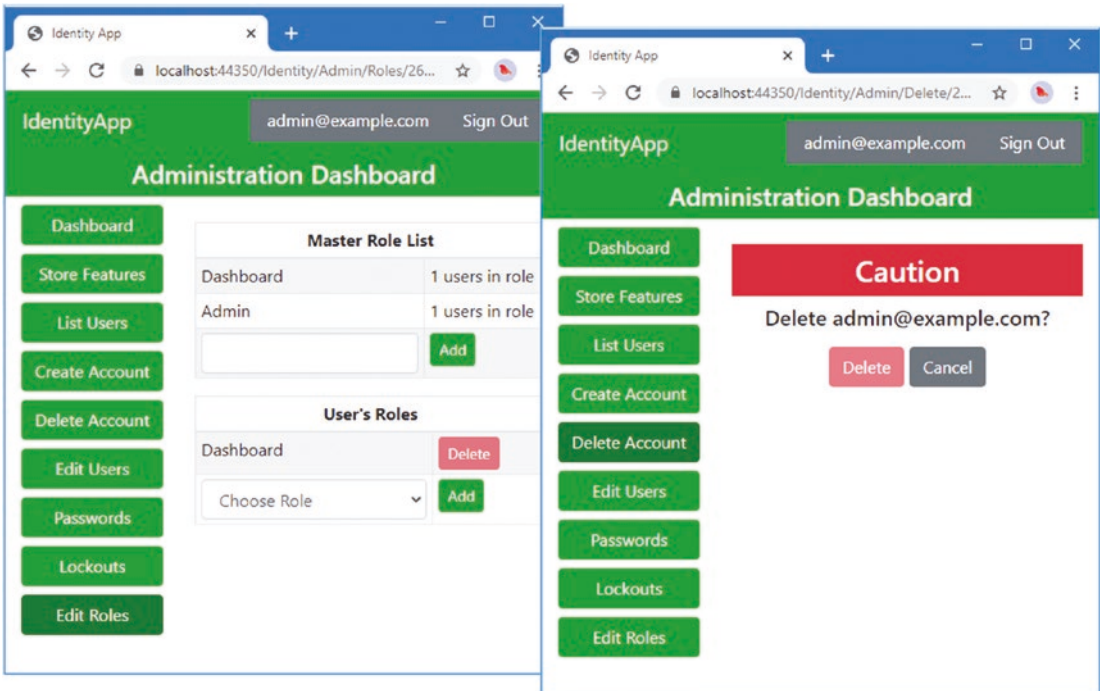 Identity App
localhost:44350/Identity/Admin/Roles/26...
IdentityApp
admin@example.com
Sign Out
Administration Dashboard
Dashboard
Store Features
List Users
Create Account
Delete Account
Edit Users
Passwords
Lockouts
Edit Roles
Master Role List
Dashboard 1 users in role
Admin 1 users in role
Add
User's Roles
Dashboard Delete
Choose Role Add
Identity App
localhost:44350/Identity/Admin/Delete/2...
IdentityApp
admin@example.com
Sign Out
Administration Dashboard
Dashboard
Store Features
List Users
Create Account
Delete Account
Edit Users
Passwords
Lockouts
Edit Roles
Caution
Delete admin@example.com?
Delete Cancel